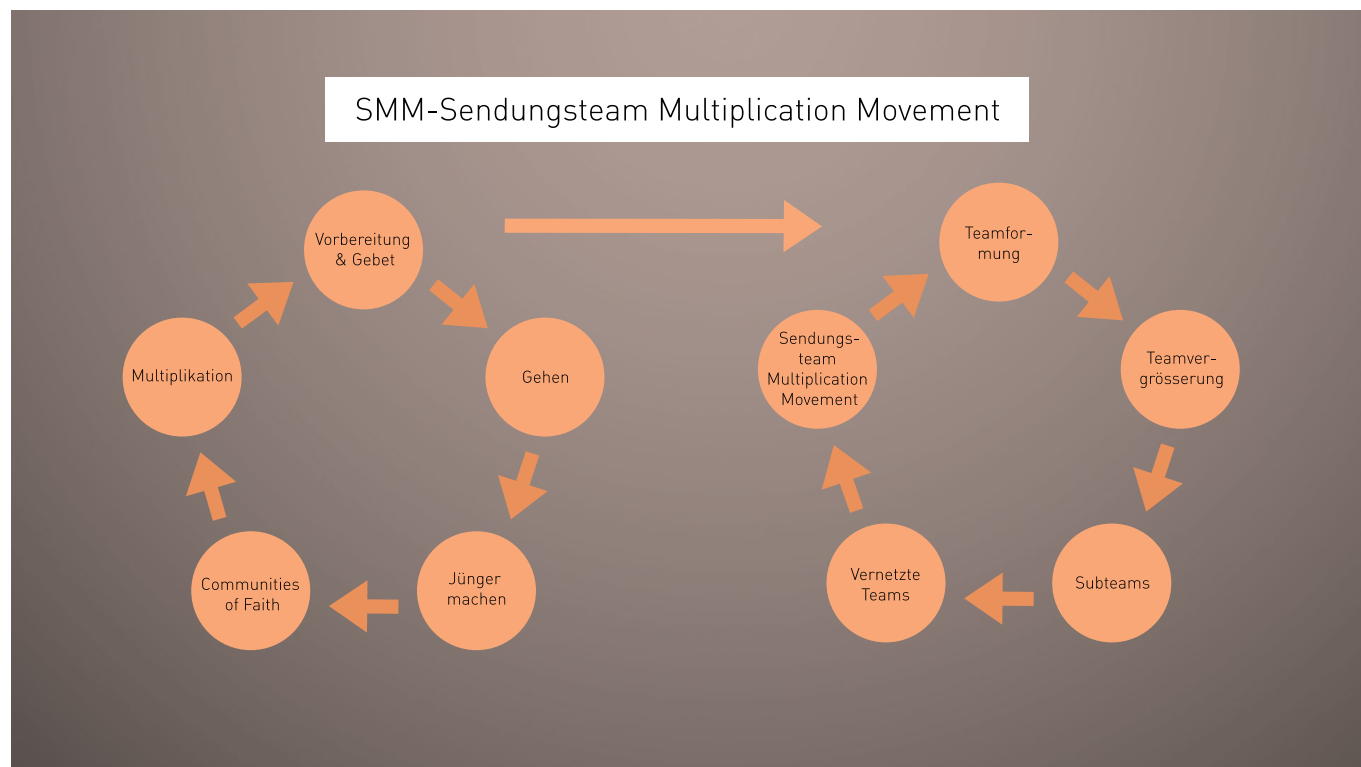 SMM-Sendungsteam Multiplication Movement
Vorbereitung
& Gebet
Gehen
Jünger
machen
Communities
of Faith
Multiplikation
Teamfor-
mung
Teamver-
grösserung
Subteams
Vernetzte
Teams
Sendungs-
team
Multiplication
Movement